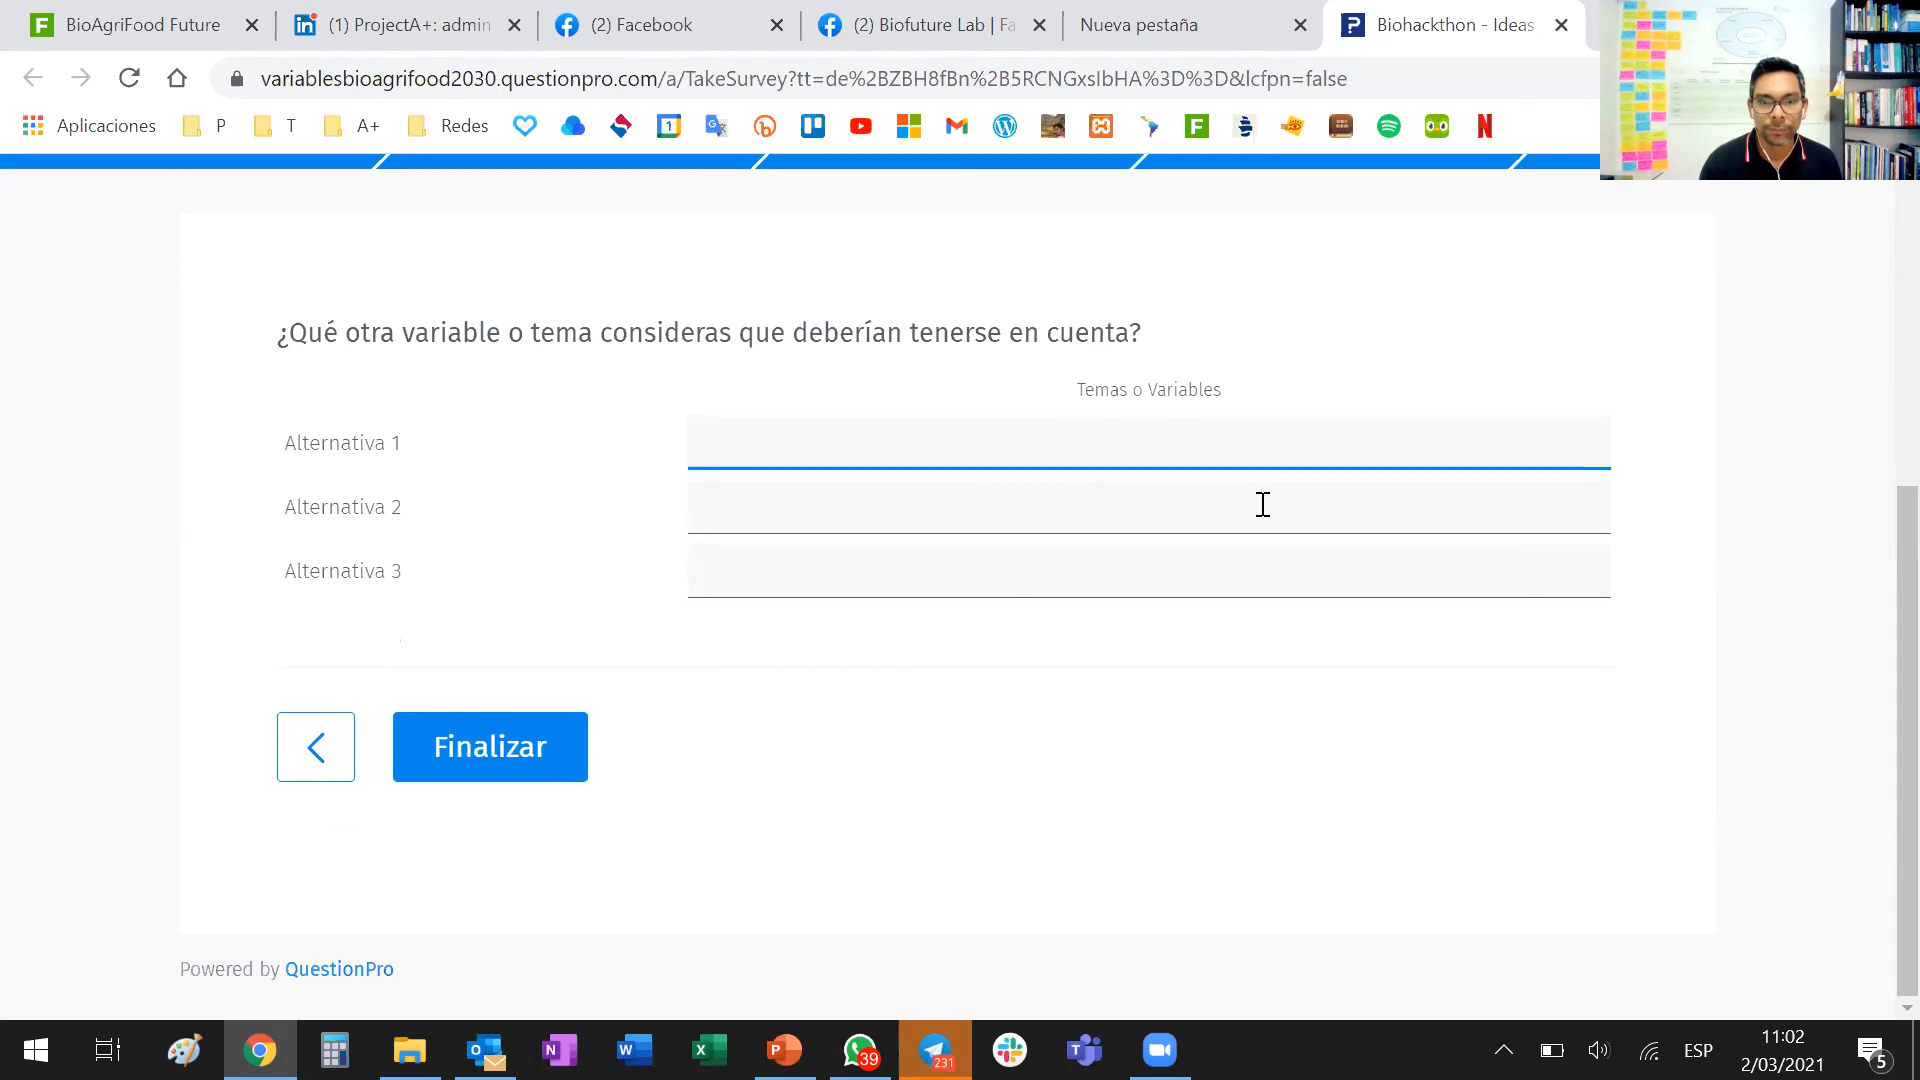 BioAgriFood Future
(1) ProjectA+: admin
(2) Facebook
(2) Biofuture Lab | Fa
Nueva pestaña
Biohackthon - Ideas
variablesbioagrifood2030.questionpro.com/a/TakeSurvey?tt=de%2BZBH8fBn%2B5RCNGxsIbHA%3D%3D&lcfpn=false
Aplicaciones
P
T
A+
Redes
¿Qué otra variable o tema consideras que deberían tenerse en cuenta?
Temas o Variables
Alternativa 1
Alternativa 2
Alternativa 3
Finalizar
Powered by QuestionPro
39
231
ESP
11:02
2/03/2021
5